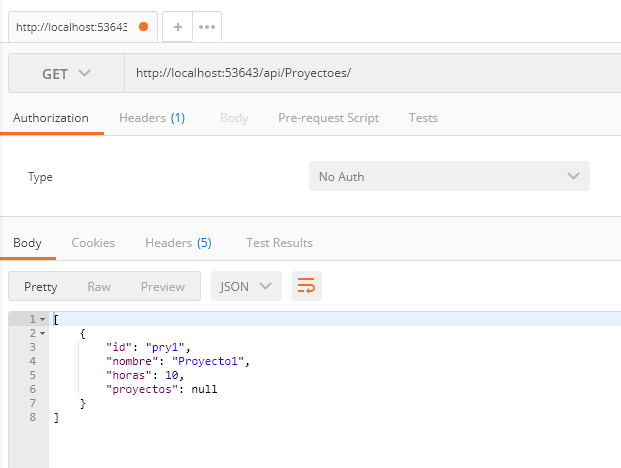 http://localhost:53643
+ •••
GET http://localhost:53643/api/Proyectoes/
Authorization Headers (1) Body Pre-request Script Tests
Type No Auth
Body Cookies Headers (5) Test Results
Pretty Raw Preview JSON
1 [
2 {
3 "id": "pry1",
4 "nombre": "Proyecto1",
5 "horas": 10,
6 "proyectos": null
7 }
8 ]